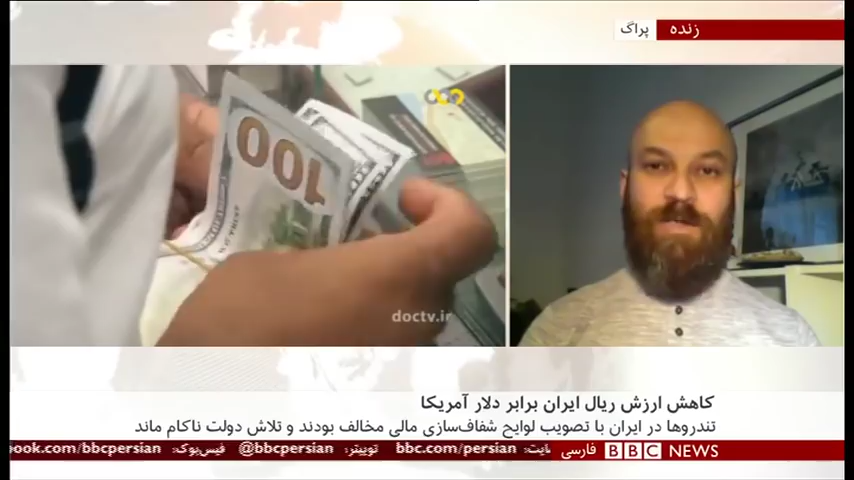 زنده
پراگ
100
doctv.ir
کاهش ارزش ریال ایران برابر دلار آمریکا
تندروها در ایران با تصویب لوایح شفاف‌سازی مالی مخالف بودند و تلاش دولت ناکام ماند
BBC NEWS فارسی سایت: bbc.com/persian توییتر: @bbcpersian فیس‌بوک: ook.com/bbcpersian